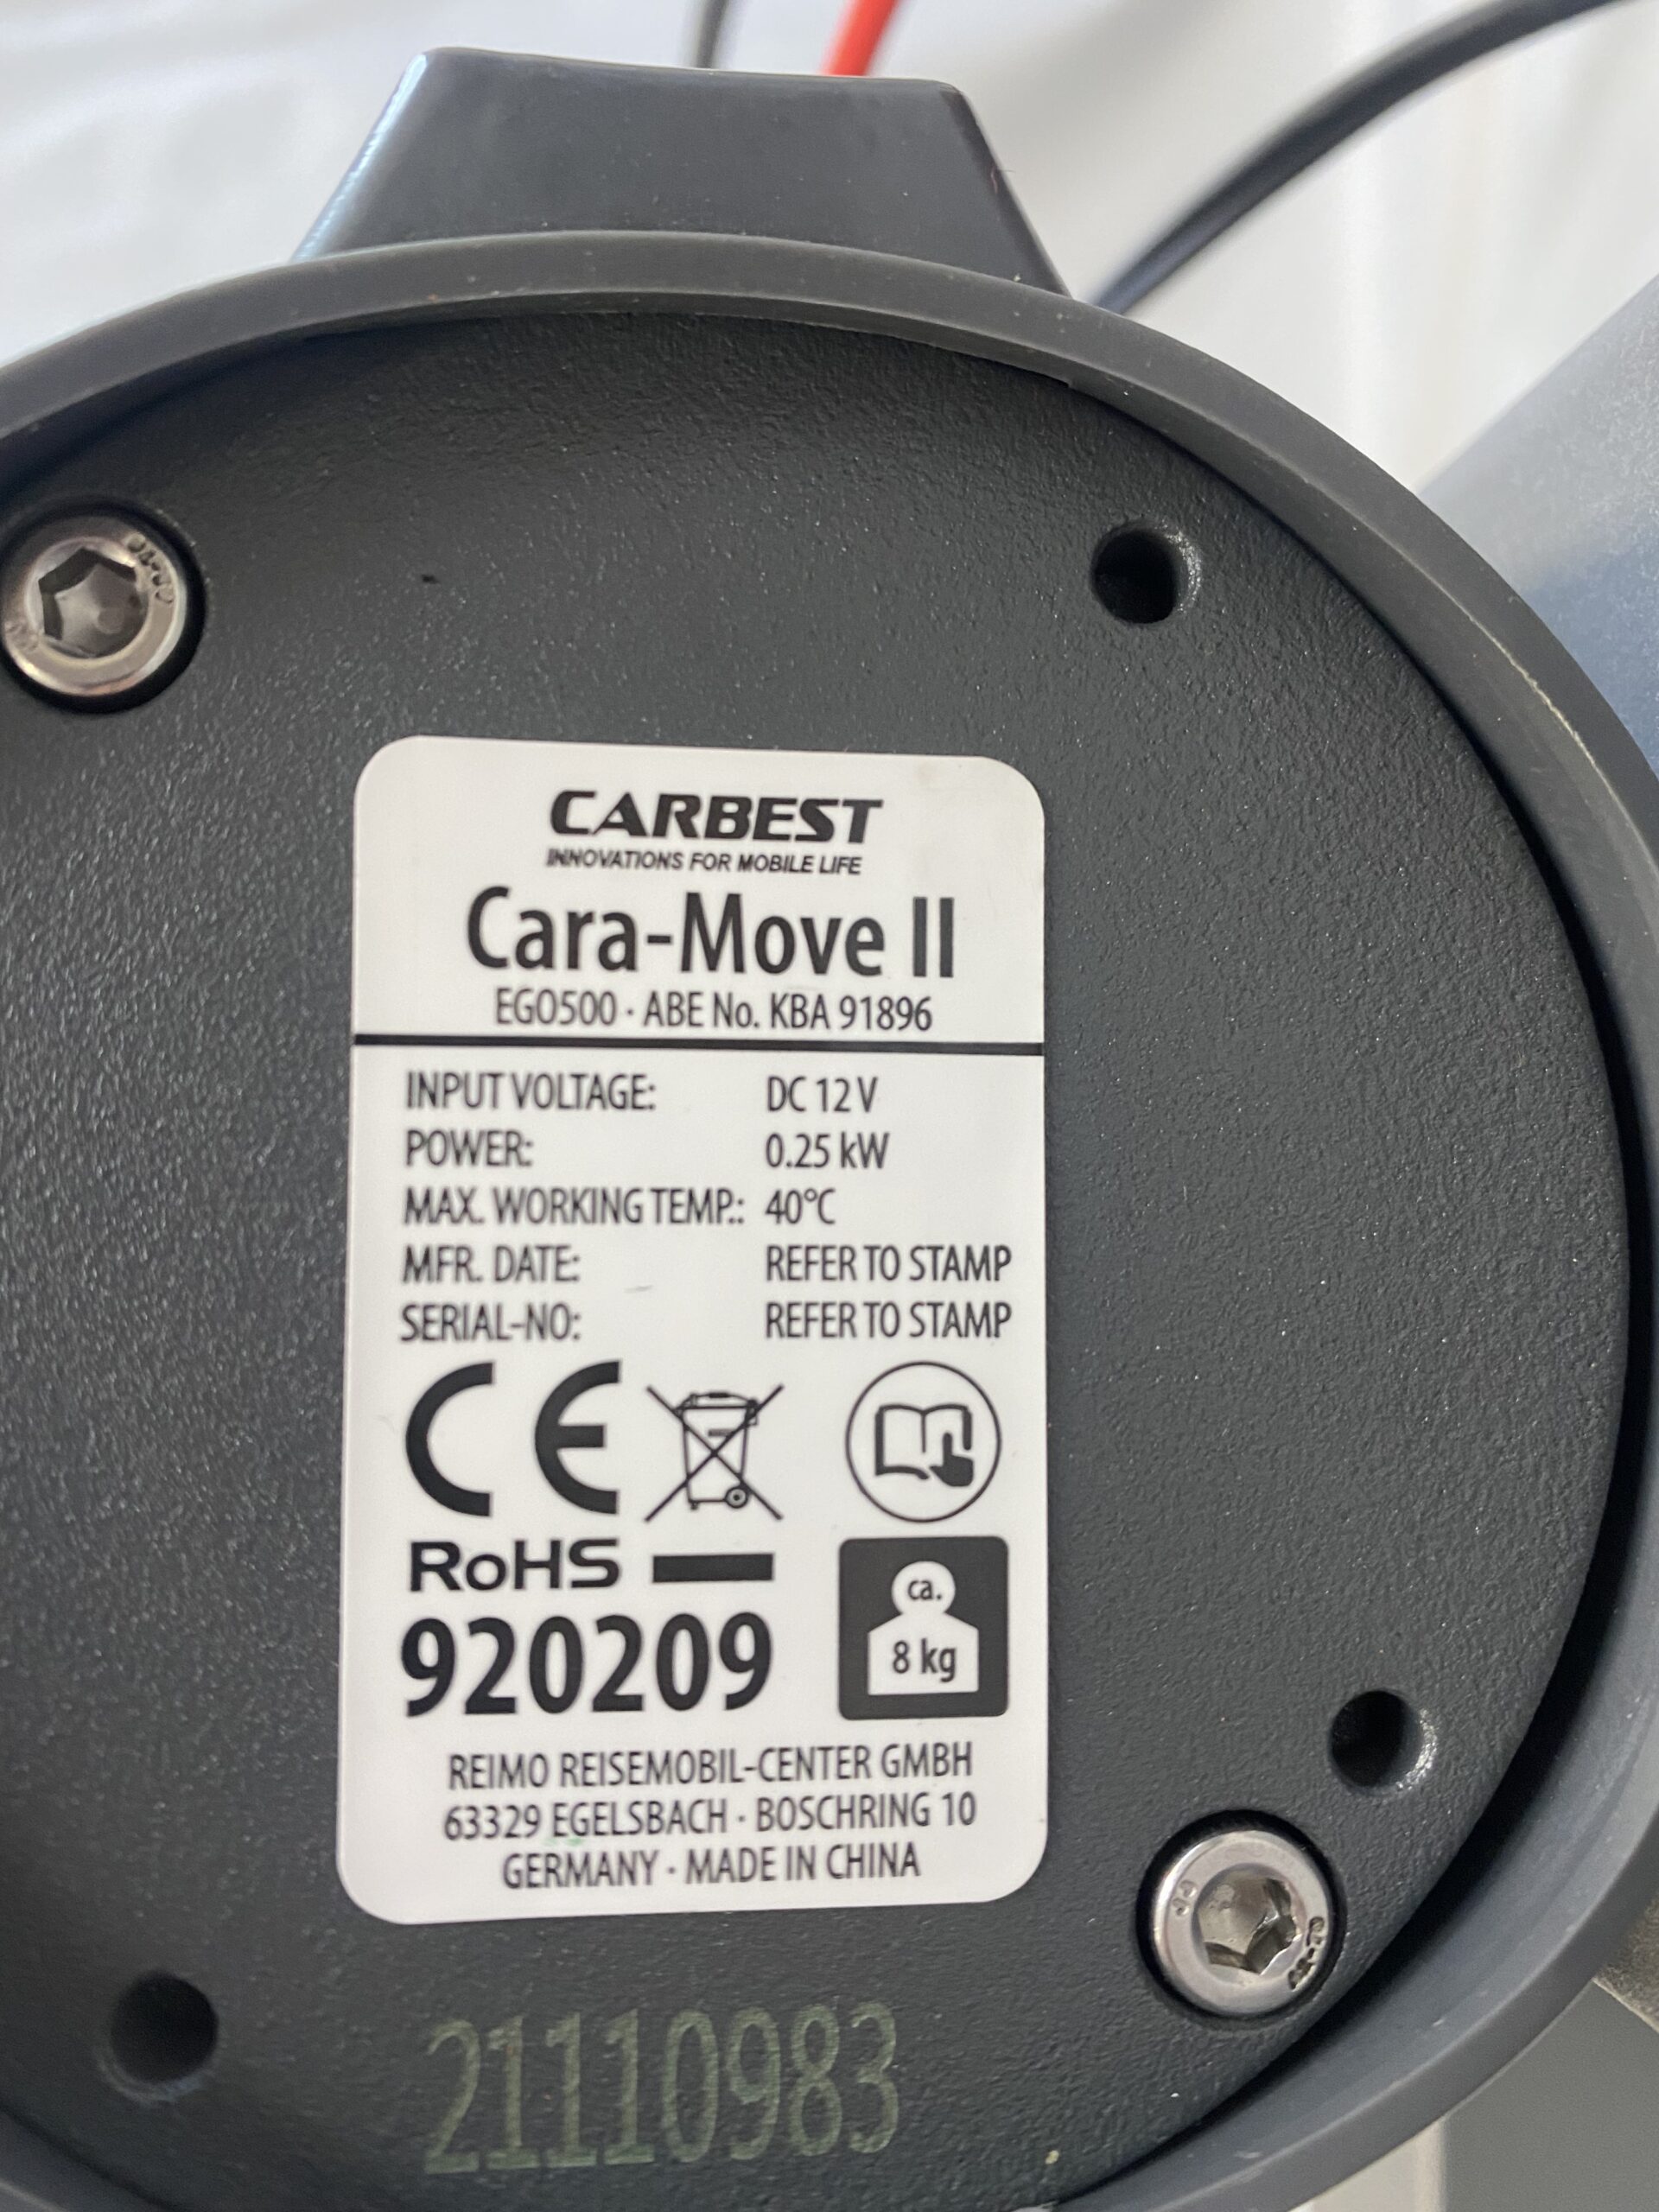 CARBEST
INNOVATIONS FOR MOBILE LIFE
Cara-Move II
EGO500 · ABE No. KBA 91896
INPUT VOLTAGE: DC 12 V
POWER: 0.25 kW
MAX. WORKING TEMP.: 40°C
MFR. DATE: REFER TO STAMP
SERIAL-NO: REFER TO STAMP
CE
RoHS
920209
ca.
8 kg
REIMO REISEMOBIL-CENTER GMBH
63329 EGELSBACH · BOSCHRING 10
GERMANY · MADE IN CHINA
21110983